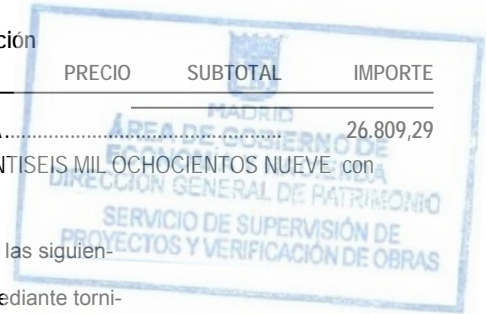 ción
PRECIO SUBTOTAL IMPORTE
MADRID
A................................................................ 26.809,29
ÁREA DE GOBIERNO DE
NTISEIS MIL OCHOCIENTOS NUEVE con
DIRECCIÓN GENERAL DE PATRIMONIO
SERVICIO DE SUPERVISIÓN DE
PROYECTOS Y VERIFICACIÓN DE OBRAS
las siguien-
ediante torni-